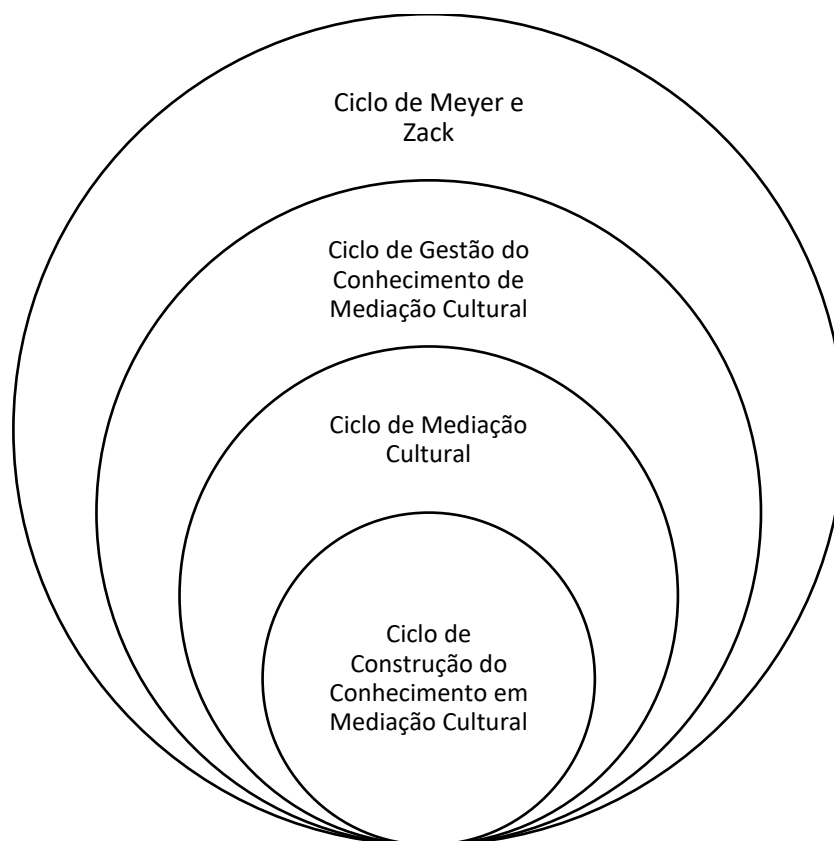 Ciclo de Meyer e
Zack
Ciclo de Gestão do
Conhecimento de
Mediação Cultural
Ciclo de Mediação
Cultural
Ciclo de
Construção do
Conhecimento em
Mediação Cultural